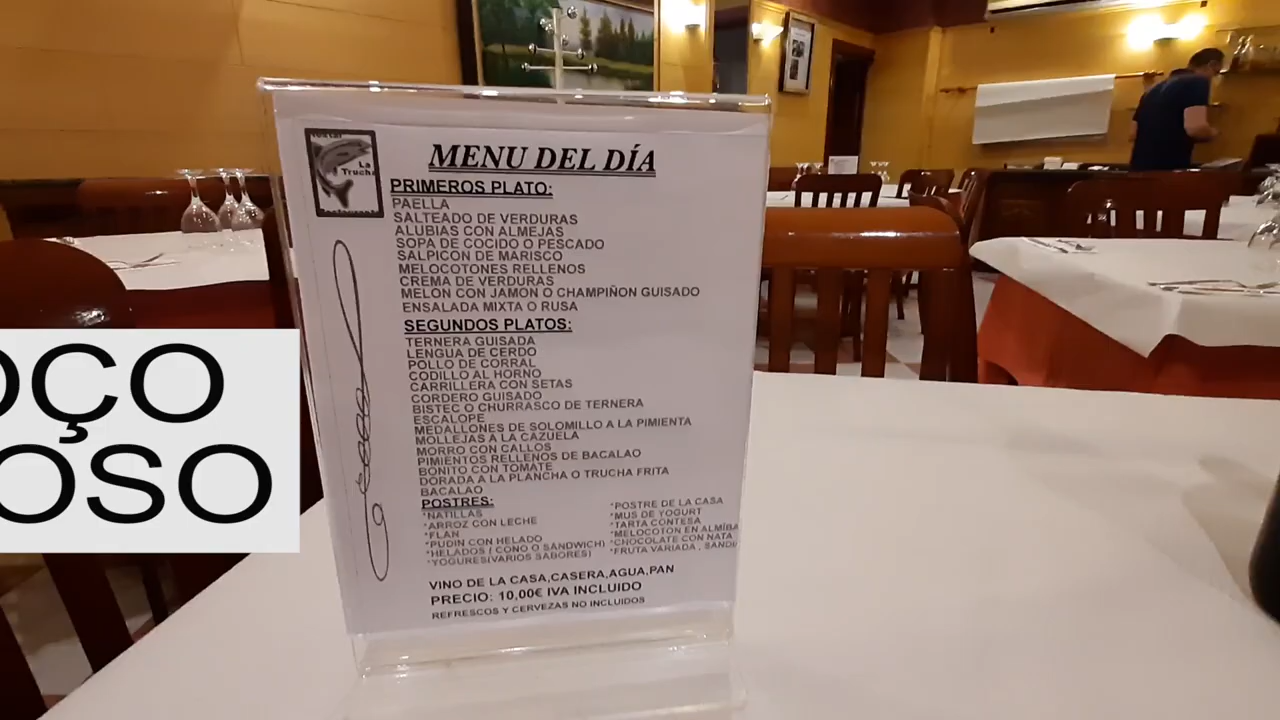 La
Trucha
MENU DEL DÍA
PRIMEROS PLATO:
PAELLA
SALTEADO DE VERDURAS
ALUBIAS CON ALMEJAS
SOPA DE COCIDO O PESCADO
SALPICON DE MARISCO
MELOCOTONES RELLENOS
CREMA DE VERDURAS
MELON CON JAMON O CHAMPIÑON GUISADO
ENSALADA MIXTA O RUSA
SEGUNDOS PLATOS:
TERNERA GUISADA
LENGUA DE CERDO
POLLO DE CORRAL
CODILLO AL HORNO
CARRILLERA CON SETAS
CORDERO GUISADO
BISTEC O CHURRASCO DE TERNERA
ESCALOPE
MEDALLONES DE SOLOMILLO A LA PIMIENTA
MOLLEJAS A LA CAZUELA
MORRO CON CALLOS
PIMIENTOS RELLENOS DE BACALAO
BONITO CON TOMATE
DORADA A LA PLANCHA O TRUCHA FRITA
BACALAO
POSTRES:
*NATILLAS
*ARROZ CON LECHE
*FLAN
*PUDIN CON HELADO
*HELADOS ( CONO O SANDWICH)
*YOGURES(VARIOS SABORES)
*POSTRE DE LA CASA
*MUS DE YOGURT
*TARTA CONTESA
*MELOCOTON EN ALMÍBA
*CHOCOLATE CON NATA
*FRUTA VARIADA , SANDI
VINO DE LA CASA,CASERA,AGUA,PAN
PRECIO: 10,00€ IVA INCLUIDO
REFRESCOS Y CERVEZAS NO INCLUIDOS
OÇO
OSO